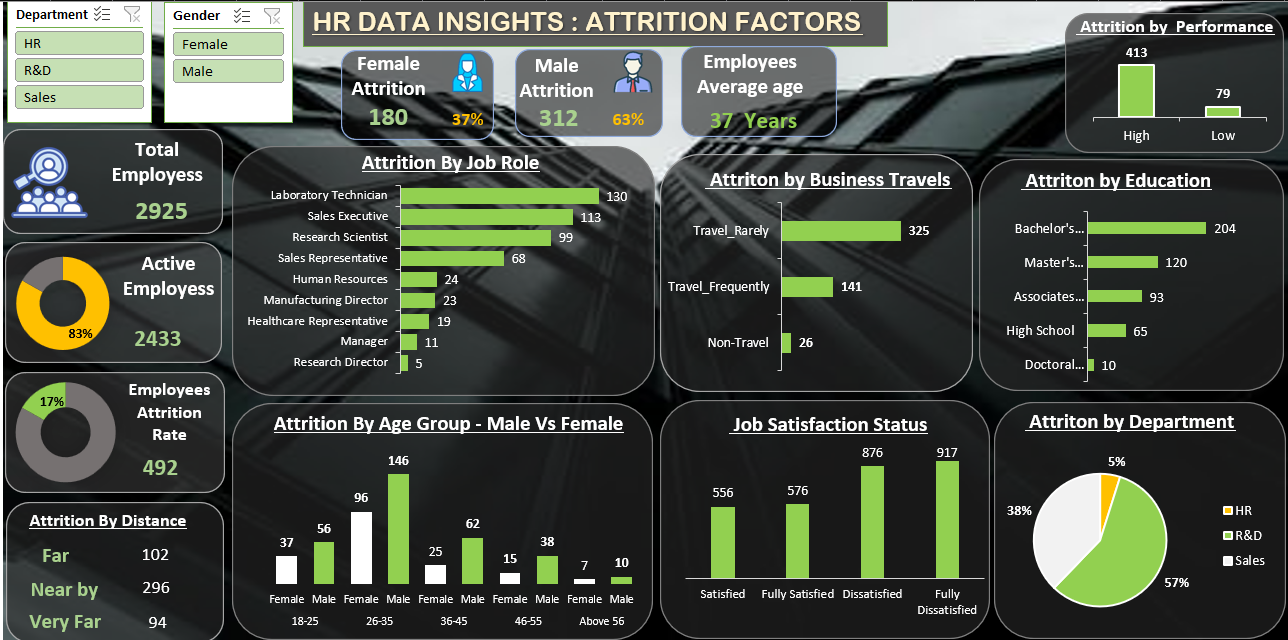 Department
HR
R&D
Sales
Gender
Female
Male
HR DATA INSIGHTS : ATTRITION FACTORS
Female
Attrition
180
37%
Male
Attrition
312
63%
Employees
Average age
37 Years
Attrition by Performance
413
79
High
Low
Total
Employess
2925
Active
Employess
83%
2433
Employees
Attrition
Rate
17%
492
Attrition By Distance
Far 102
Near by 296
Very Far 94
Attrition By Job Role
Laboratory Technician 130
Sales Executive 113
Research Scientist 99
Sales Representative 68
Human Resources 24
Manufacturing Director 23
Healthcare Representative 19
Manager 11
Research Director 5
Attriton by Business Travels
Travel_Rarely 325
Travel_Frequently 141
Non-Travel 26
Attriton by Education
Bachelor's... 204
Master's... 120
Associates... 93
High School 65
Doctoral... 10
Attrition By Age Group - Male Vs Female
37 56 96 146 25 62 15 38 7 10
Female Male Female Male Female Male Female Male Female Male
18-25 26-35 36-45 46-55 Above 56
Job Satisfaction Status
556 576 876 917
Satisfied Fully Satisfied Dissatisfied Fully
Dissatisfied
Attriton by Department
5%
38%
57%
HR
R&D
Sales